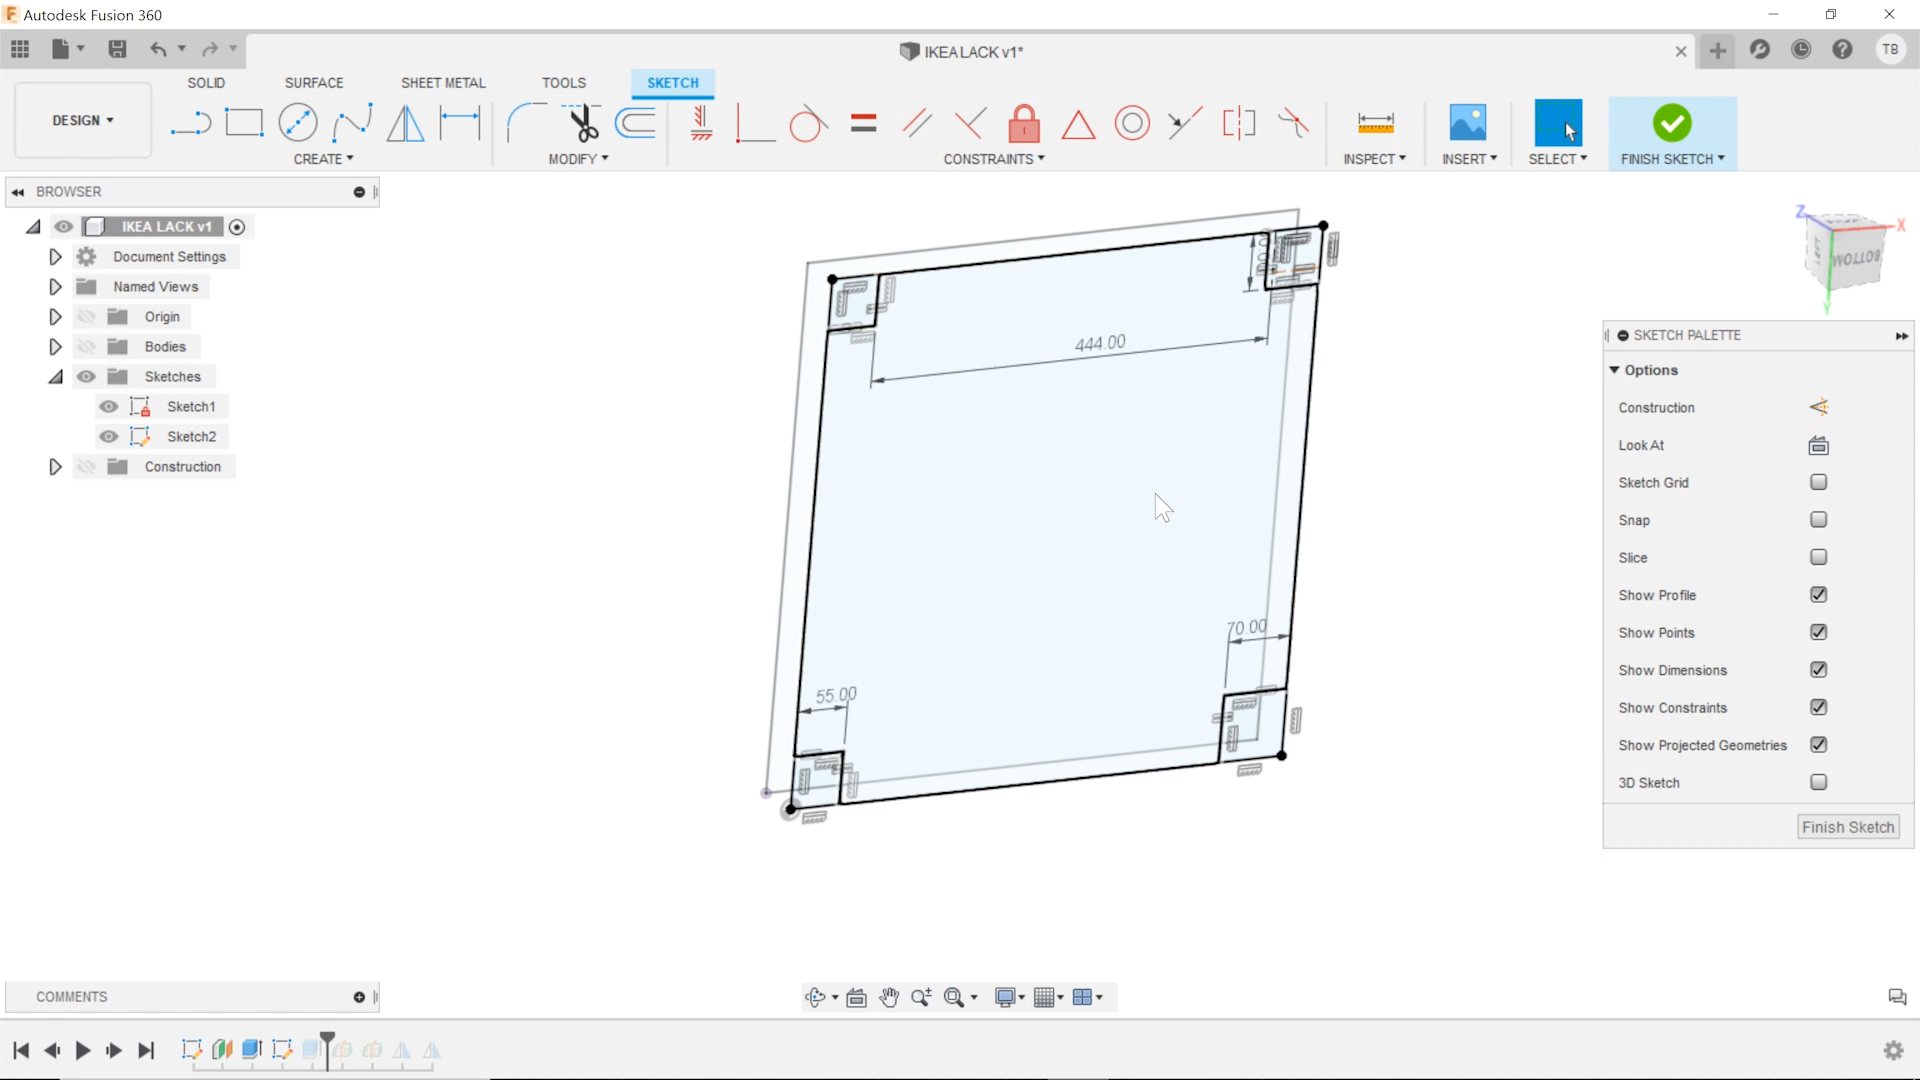 Autodesk Fusion 360
IKEA LACK v1*
TB
SOLID
SURFACE
SHEET METAL
TOOLS
SKETCH
DESIGN
CREATE
MODIFY
CONSTRAINTS
INSPECT
INSERT
SELECT
FINISH SKETCH
BROWSER
IKEA LACK v1
Document Settings
Named Views
Origin
Bodies
Sketches
Sketch1
Sketch2
Construction
444.00
70.00
55.00
Z
X
Y
LEFT
BOTTOM
SKETCH PALETTE
Options
Construction
Look At
Sketch Grid
Snap
Slice
Show Profile
Show Points
Show Dimensions
Show Constraints
Show Projected Geometries
3D Sketch
Finish Sketch
COMMENTS